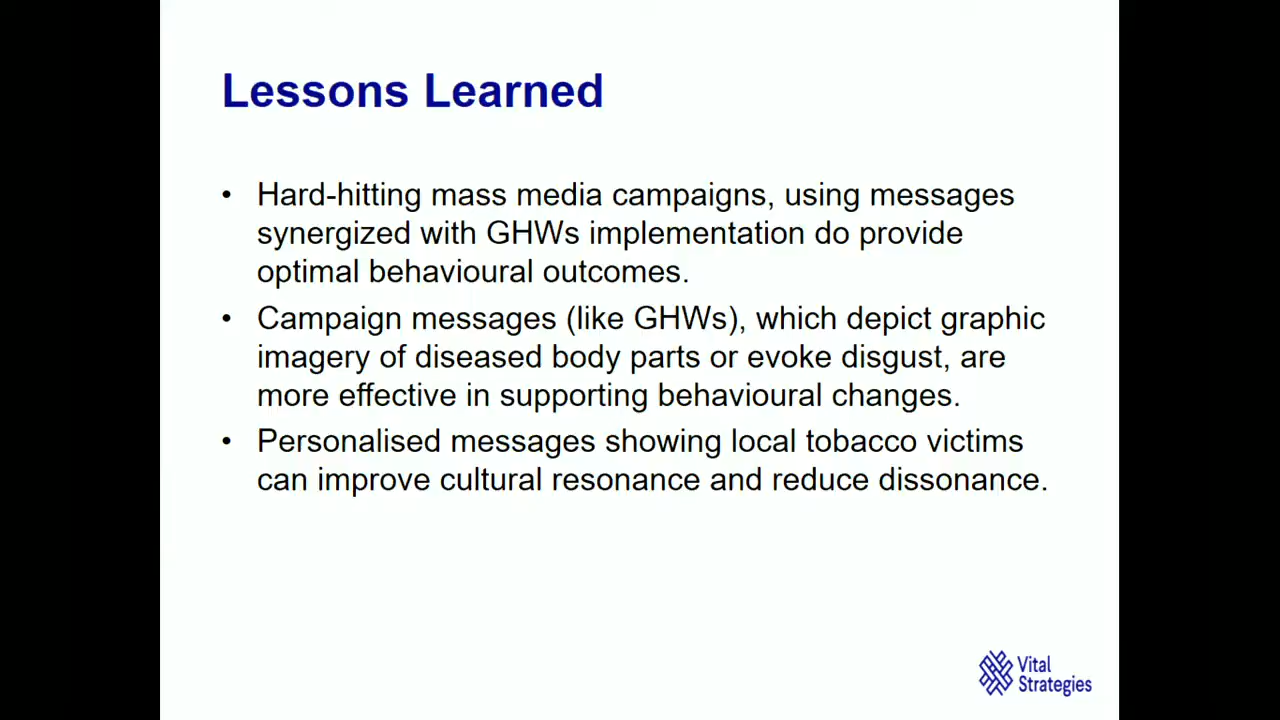 Lessons Learned
• Hard-hitting mass media campaigns, using messages
synergized with GHWs implementation do provide
optimal behavioural outcomes.
• Campaign messages (like GHWs), which depict graphic
imagery of diseased body parts or evoke disgust, are
more effective in supporting behavioural changes.
• Personalised messages showing local tobacco victims
can improve cultural resonance and reduce dissonance.
Vital
Strategies